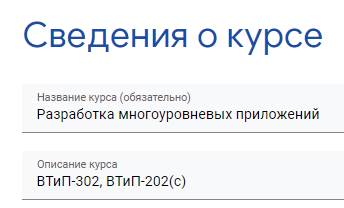 Сведения о курсе
Название курса (обязательно)
Разработка многоуровневых приложений
Описание курса
ВТиП-302, ВТиП-202(с)